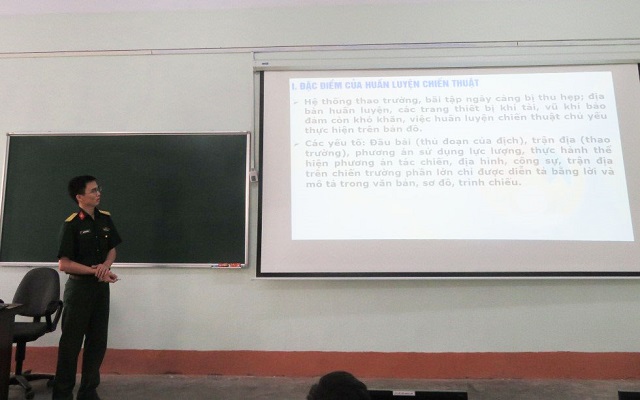 I. ĐẶC ĐIỂM CỦA HUẤN LUYỆN CHIẾN THUẬT
Hệ thống thao trường, bãi tập ngày càng bị thu hẹp; địa
bàn huấn luyện, các trang thiết bị khí tài, vũ khí bảo
đảm còn khó khăn, việc huấn luyện chiến thuật chủ yếu
thực hiện trên bản đồ.
Các yếu tố: Đầu bài (thủ đoạn của địch), trận địa (thao
trường), phương án sử dụng lực lượng, thực hành thể
hiện phương án tác chiến, địa hình, công sự, trận địa
trên chiến trường phần lớn chỉ được diễn tả bằng lời và
mô tả trong văn bản, sơ đồ, trình chiếu.